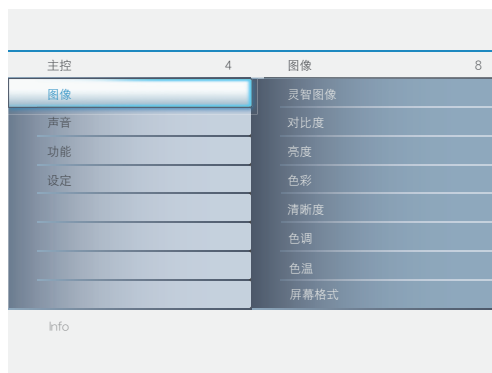 主控 4
图像
声音
功能
设定
图像 8
灵智图像
对比度
亮度
色彩
清晰度
色调
色温
屏幕格式
Info